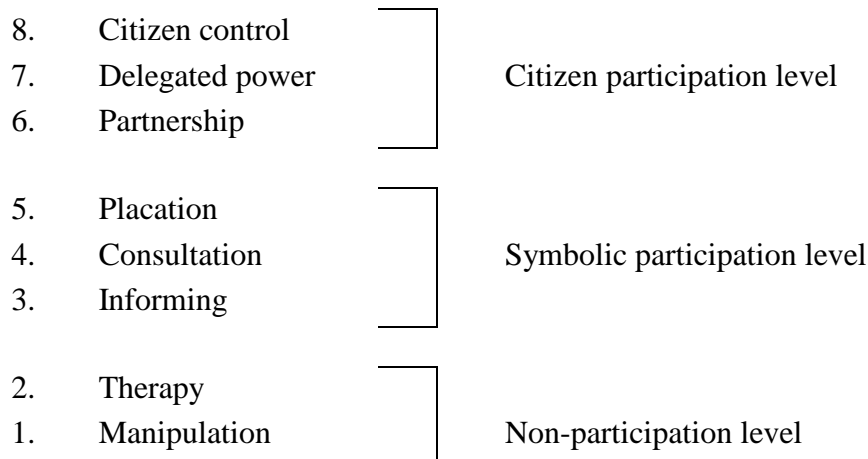 8. Citizen control
7. Delegated power Citizen participation level
6. Partnership
5. Placation
4. Consultation Symbolic participation level
3. Informing
2. Therapy
1. Manipulation Non-participation level